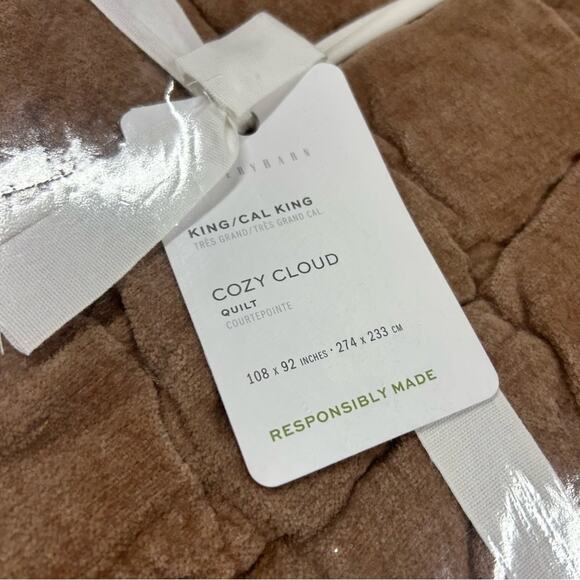 KING/CAL KING
TRÈS GRAND/TRÈS GRAND CAL.
COZY CLOUD
QUILT
COURTEPOINTE
108 x 92 INCHES · 274 x 233 CM
RESPONSIBLY MADE